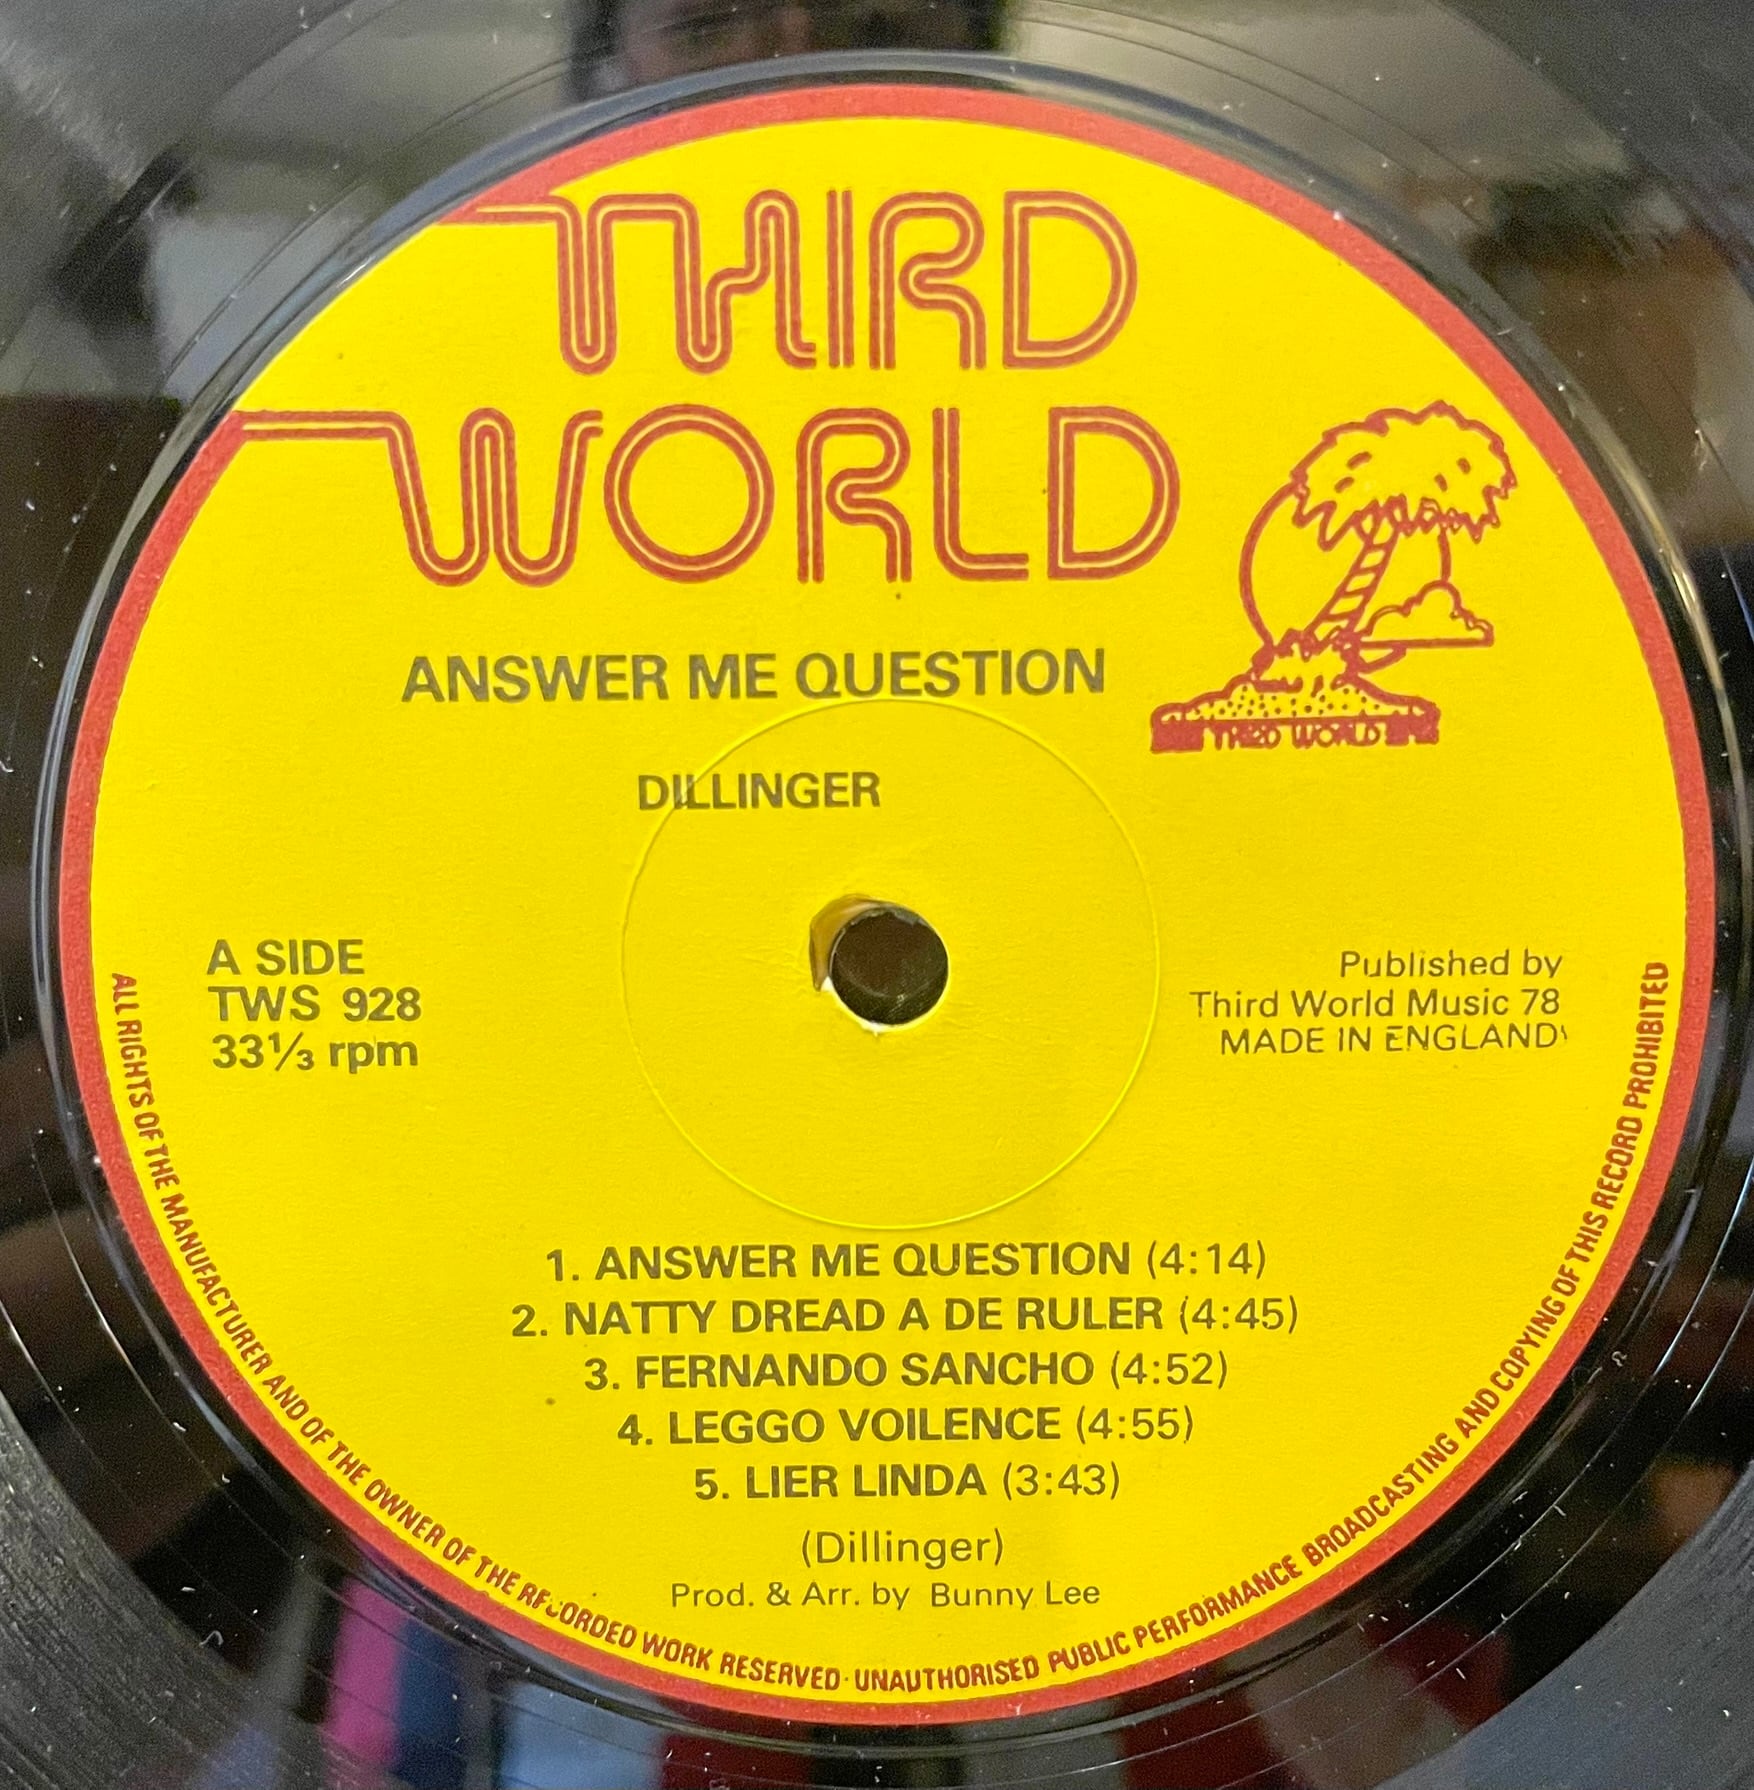 THIRD
WORLD
THIRD WORLD
ANSWER ME QUESTION
DILLINGER
A SIDE
TWS 928
33⅓ rpm
Published by
Third World Music 78
MADE IN ENGLAND
1. ANSWER ME QUESTION (4:14)
2. NATTY DREAD A DE RULER (4:45)
3. FERNANDO SANCHO (4:52)
4. LEGGO VOILENCE (4:55)
5. LIER LINDA (3:43)
(Dillinger)
Prod. & Arr. by Bunny Lee
ALL RIGHTS OF THE MANUFACTURER AND OF THE OWNER OF THE RECORDED WORK RESERVED · UNAUTHORISED PUBLIC PERFORMANCE BROADCASTING AND COPYING OF THIS RECORD PROHIBITED